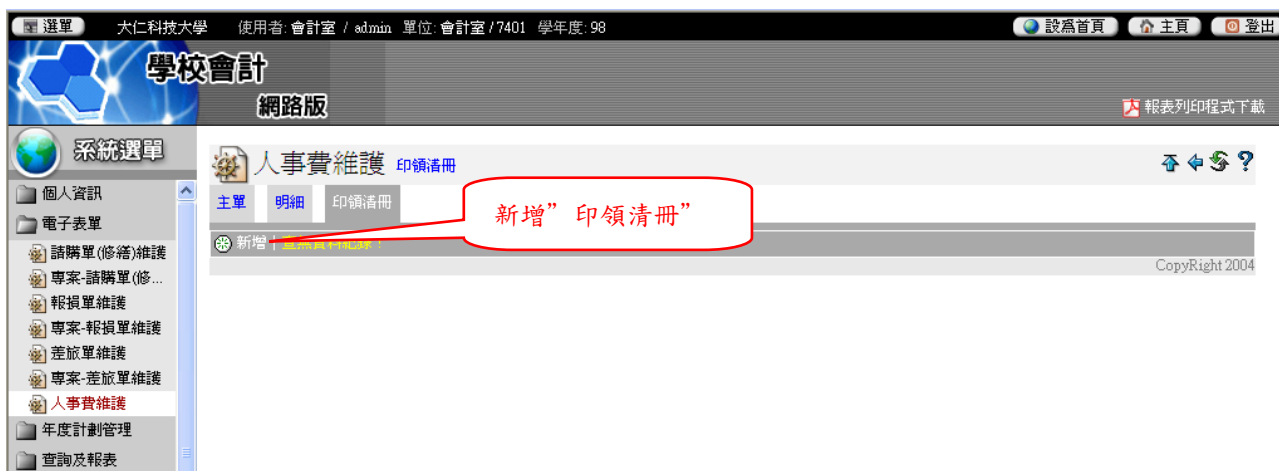 選單 大仁科技大學 使用者: 會計室 / admin 單位: 會計室 / 7401 學年度: 98 設為首頁 主頁 登出
學校會計
網路版
報表列印程式下載
系統選單
人事費維護 印領清冊
個人資訊
主單 明細 印領清冊
新增”印領清冊”
電子表單
新增 | 查無資料紀錄！
請購單(修繕)維護
CopyRight 2004
專案-請購單(修...
報損單維護
專案-報損單維護
差旅單維護
專案-差旅單維護
人事費維護
年度計劃管理
查詢及報表